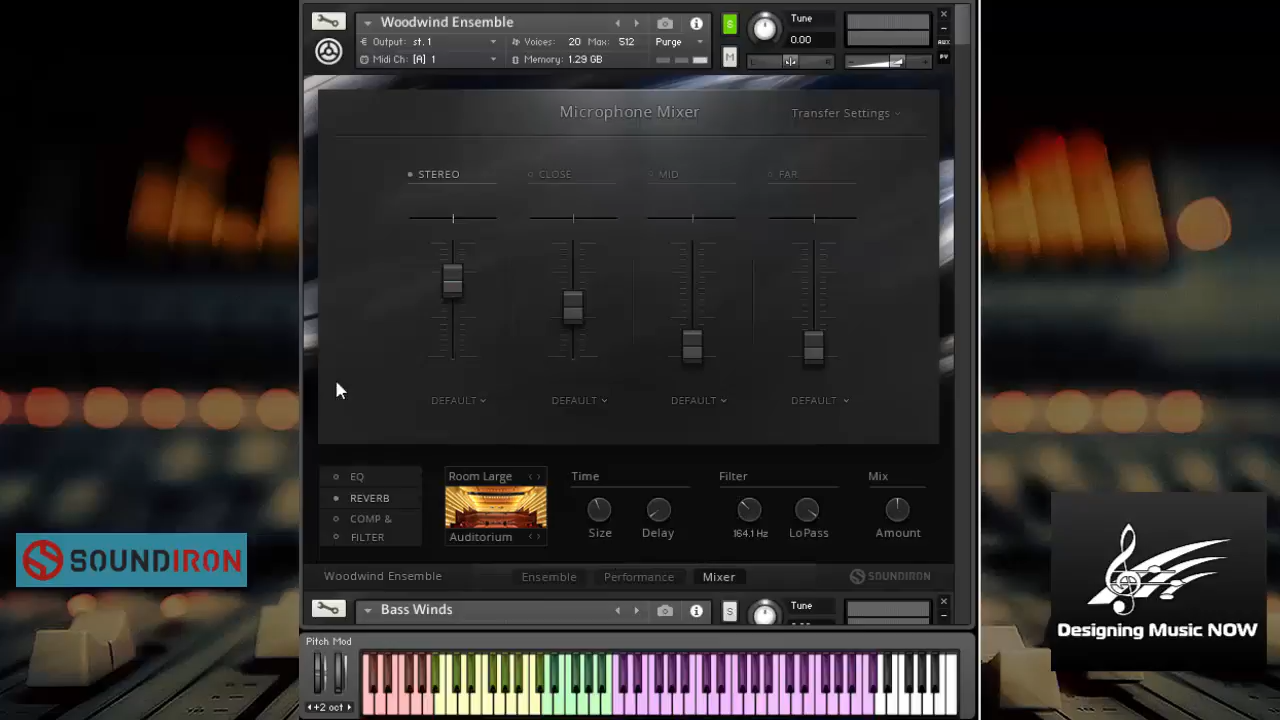 Woodwind Ensemble
Output: st. 1
Voices: 20 Max: 512
Purge
Midi Ch: [A] 1
Memory: 1.29 GB
S
M
Tune
0.00
AUX
PV
Microphone Mixer
Transfer Settings
STEREO
CLOSE
MID
FAR
DEFAULT
DEFAULT
DEFAULT
DEFAULT
EQ
REVERB
COMP &
FILTER
Room Large
Auditorium
Time
Size
Delay
Filter
164.1 Hz
LoPass
Mix
Amount
Woodwind Ensemble
Ensemble
Performance
Mixer
SOUNDIRON
Bass Winds
S
Tune
Pitch Mod
+2 oct
SOUNDIRON
Designing Music NOW